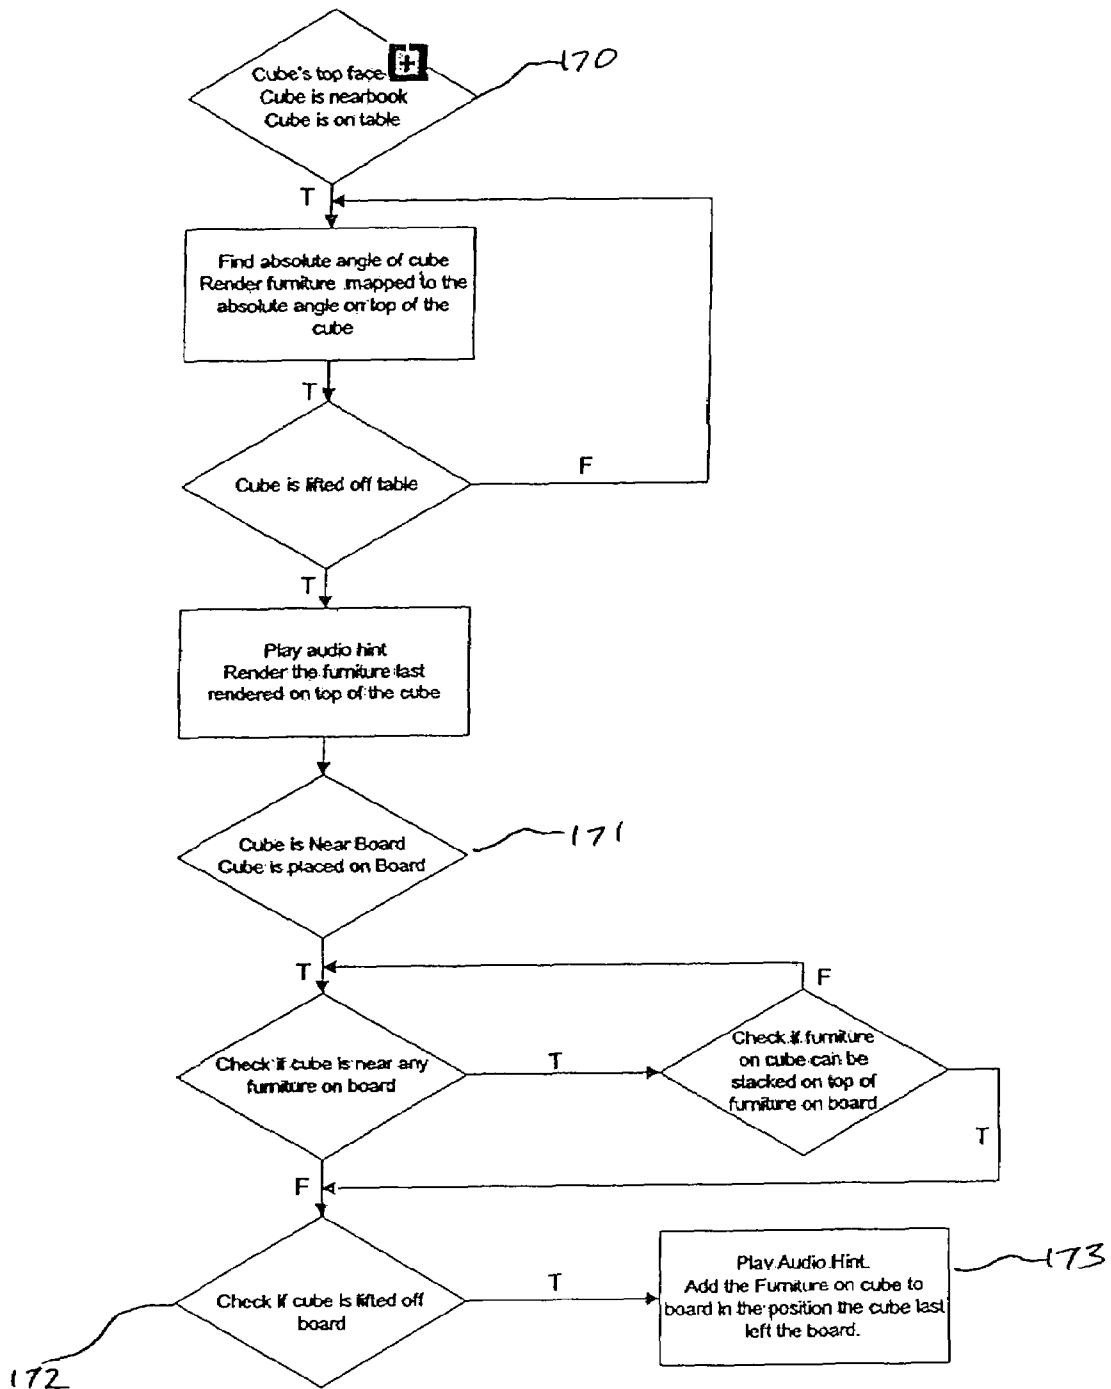 Cube's top face
Cube is nearbook
Cube is on table
170
T
Find absolute angle of cube
Render furniture mapped to the
absolute angle on top of the
cube
T
Cube is lifted off table
F
T
Play audio hint
Render the furniture last
rendered on top of the cube
Cube is Near Board
Cube is placed on Board
171
T
F
Check if cube is near any
furniture on board
T
Check if furniture
on cube can be
stacked on top of
furniture on board
T
F
Check if cube is lifted off
board
172
T
Play Audio Hint.
Add the Furniture on cube to
board in the position the cube last
left the board.
173